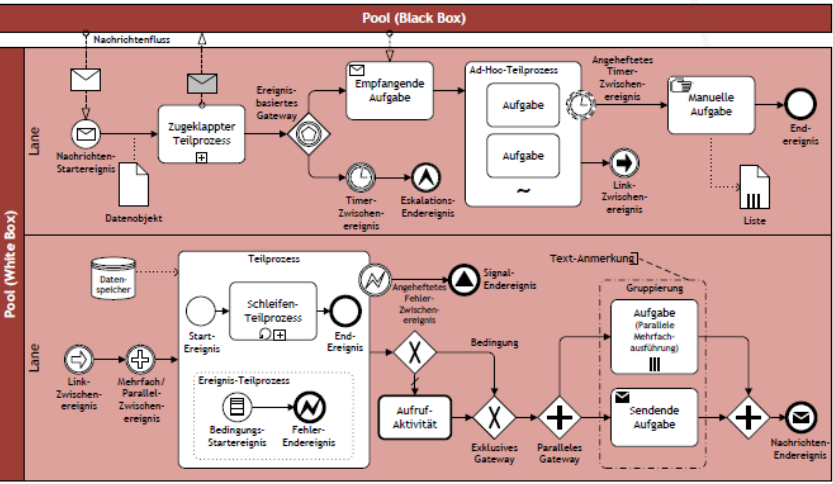 Pool (Black Box)
Nachrichtenfluss
Pool (White Box)
Lane
Nachrichten-
Startereignis
Datenobjekt
Zugeklappter
Teilprozess
Ereignis-
basiertes
Gateway
Empfangende
Aufgabe
Timer-
Zwischen-
ereignis
Eskalations-
Endereignis
Ad-Hoc-Teilprozess
Aufgabe
Aufgabe
~
Angeheftetes
Timer-
Zwischen-
ereignis
Link-
Zwischen-
ereignis
Manuelle
Aufgabe
Liste
End-
ereignis
Lane
Daten-
speicher
Link-
Zwischen-
ereignis
Mehrfach/
Parallel-
Zwischen-
ereignis
Teilprozess
Start-
Ereignis
Schleifen-
Teilprozess
End-
Ereignis
Ereignis-Teilprozess
Bedingungs-
Startereignis
Fehler-
Endereignis
Angeheftetes
Fehler-
Zwischen-
ereignis
Signal-
Endereignis
X
Bedingung
Aufruf-
Aktivität
X
Exklusives
Gateway
Paralleles
Gateway
Text-Anmerkung
Gruppierung
Aufgabe
(Parallele
Mehrfach-
ausführung)
Sendende
Aufgabe
Nachrichten-
Endereignis